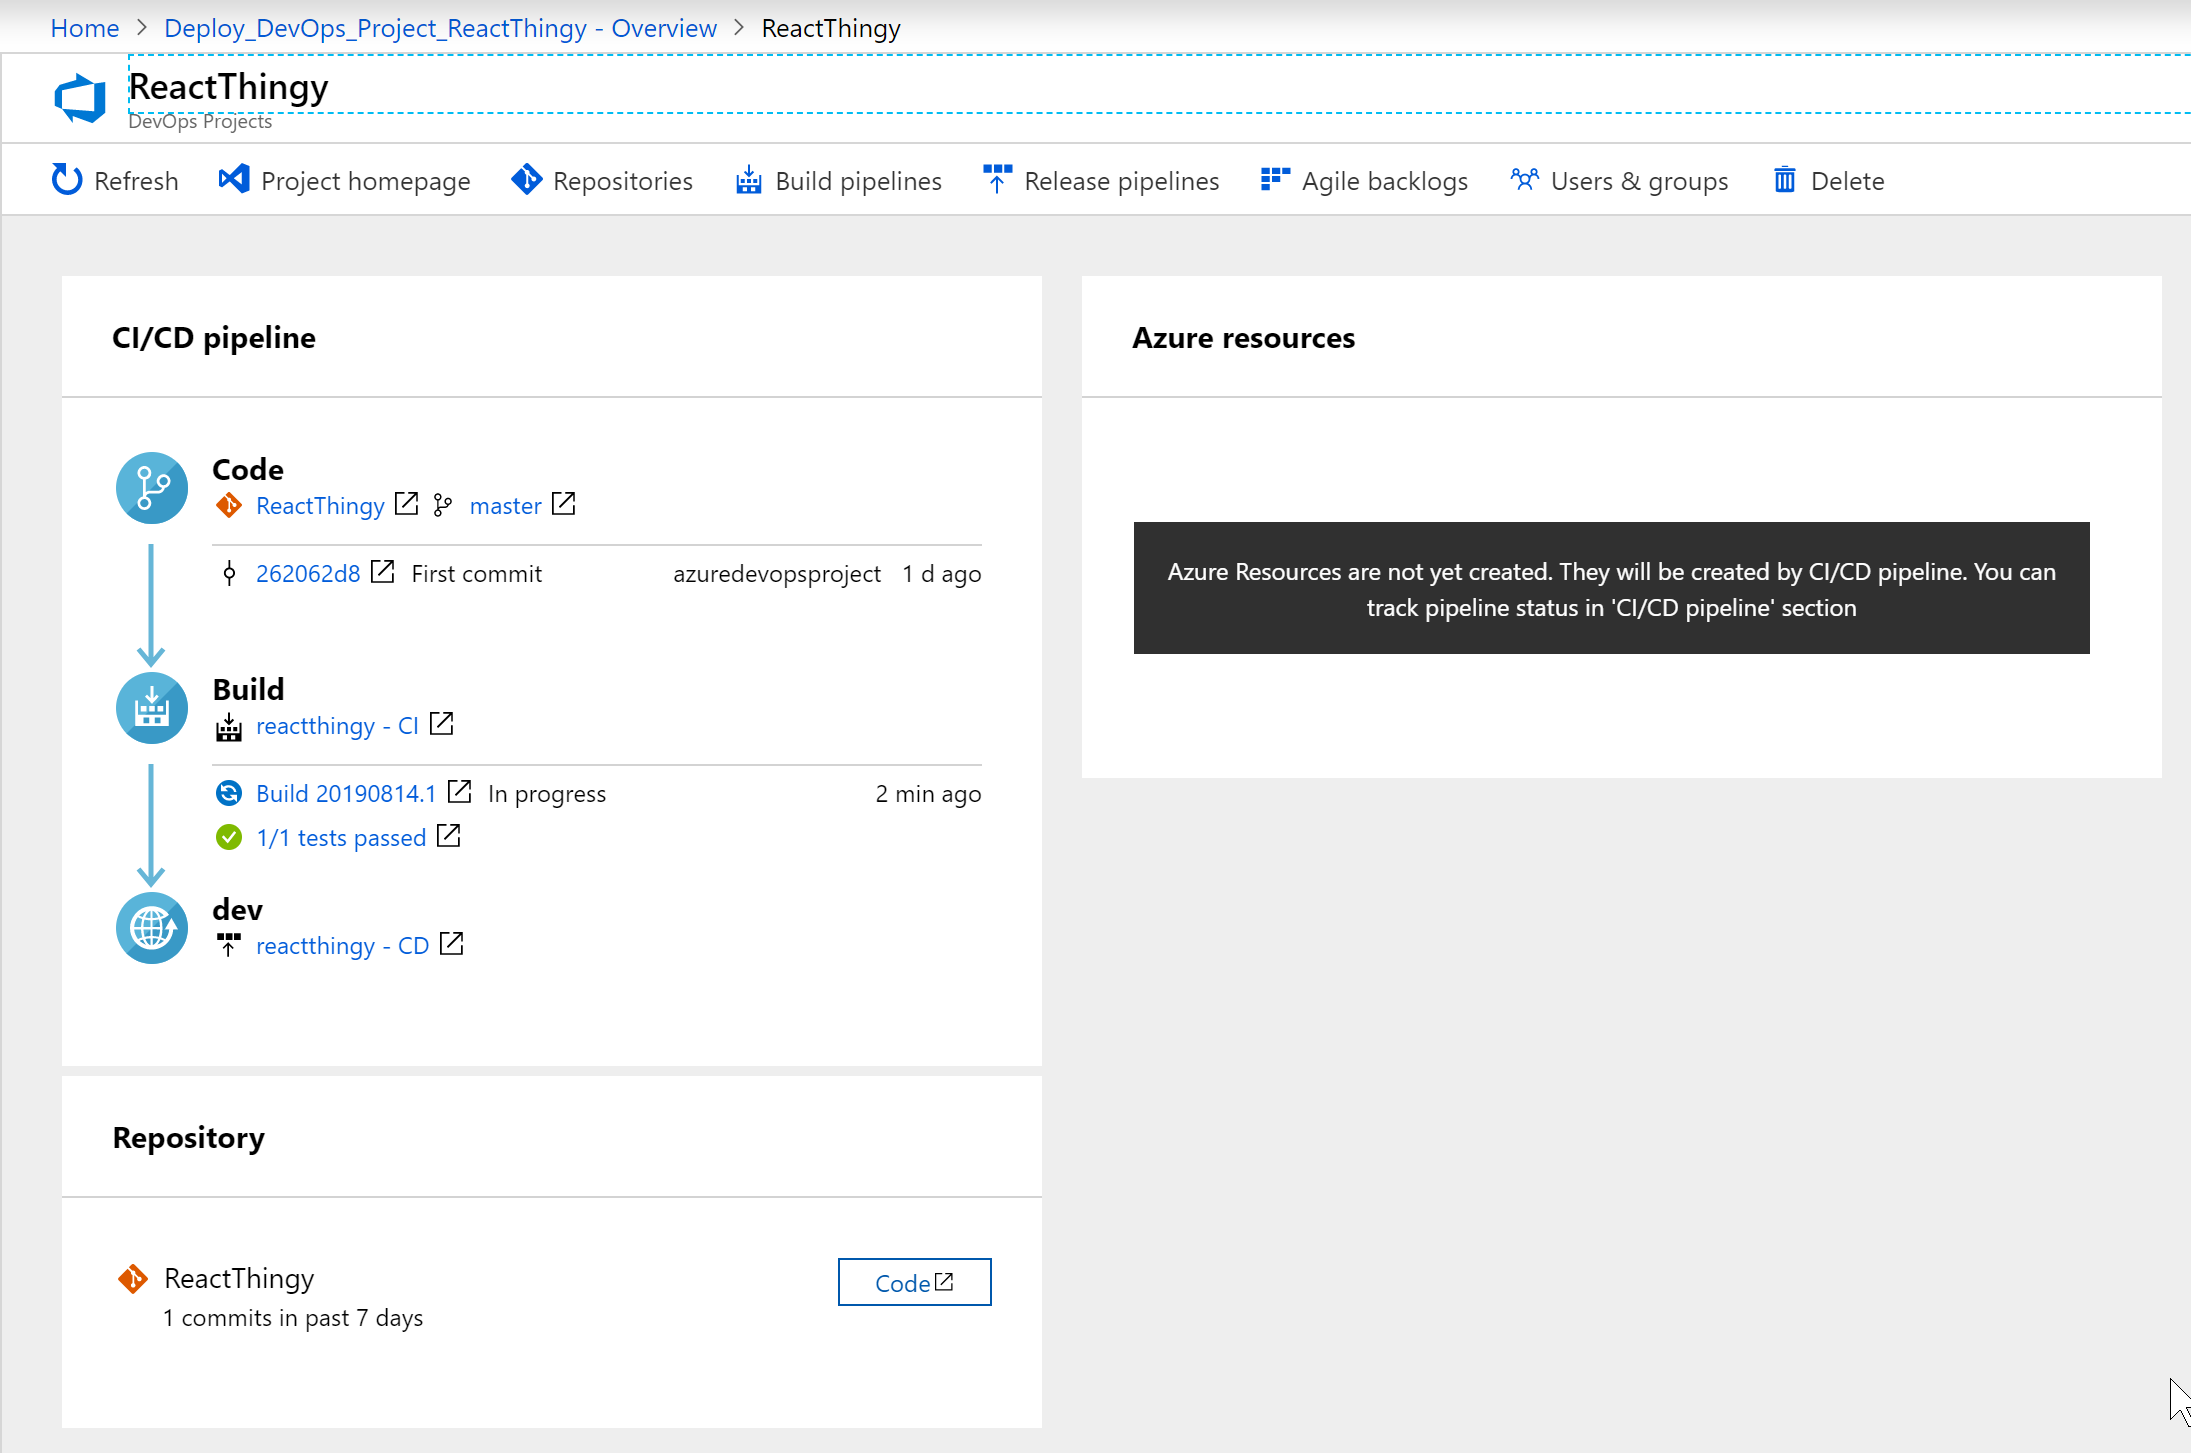 Home > Deploy_DevOps_Project_ReactThingy - Overview > ReactThingy
ReactThingy
DevOps Projects
Refresh Project homepage Repositories Build pipelines Release pipelines Agile backlogs Users & groups Delete
CI/CD pipeline
Code
ReactThingy master
262062d8 First commit azuredevopsproject 1 d ago
Build
reactthingy - CI
Build 20190814.1 In progress 2 min ago
1/1 tests passed
dev
reactthingy - CD
Repository
ReactThingy
1 commits in past 7 days
Code
Azure resources
Azure Resources are not yet created. They will be created by CI/CD pipeline. You can
track pipeline status in 'CI/CD pipeline' section